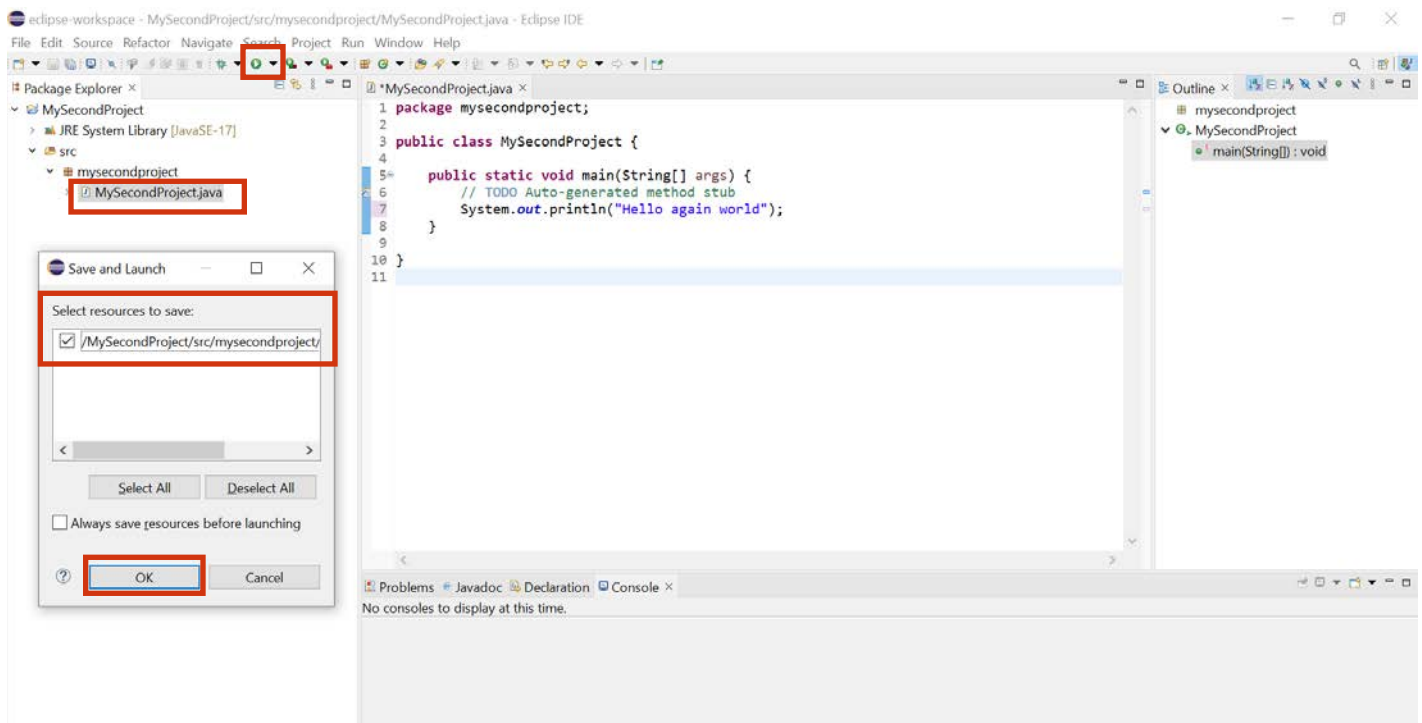 eclipse-workspace - MySecondProject/src/mysecondproject/MySecondProject.java - Eclipse IDE
File Edit Source Refactor Navigate Search Project Run Window Help
Package Explorer
MySecondProject
JRE System Library [JavaSE-17]
src
mysecondproject
MySecondProject.java
Save and Launch
Select resources to save:
/MySecondProject/src/mysecondproject/
Select All Deselect All
Always save resources before launching
OK Cancel
*MySecondProject.java
1 package mysecondproject;
2
3 public class MySecondProject {
4
5 public static void main(String[] args) {
6 // TODO Auto-generated method stub
7 System.out.println("Hello again world");
8 }
9
10 }
11
Problems Javadoc Declaration Console
No consoles to display at this time.
Outline
mysecondproject
MySecondProject
main(String[]) : void